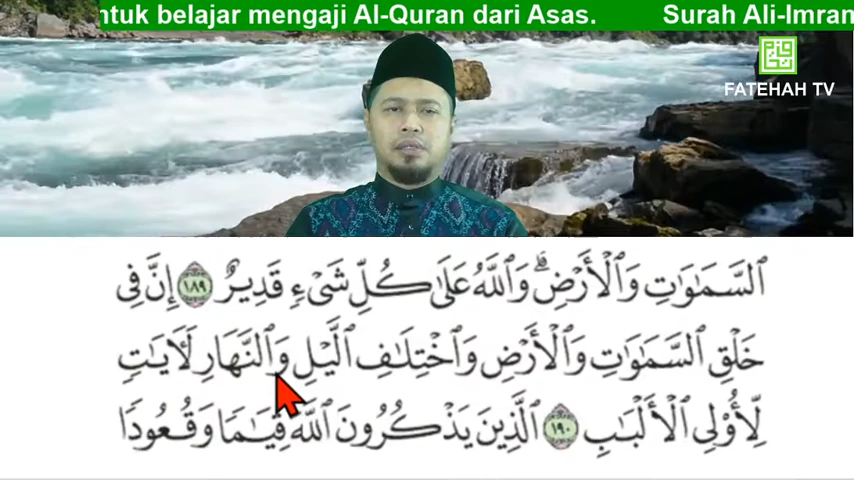 ntuk belajar mengaji Al-Quran dari Asas. Surah Ali-Imran
FATEHAH TV
ٱلسَّمَـٰوَٰتِ وَٱلْأَرْضِۗ وَٱللَّهُ عَلَىٰ كُلِّ شَىْءٍ قَدِيرٌ ١٨٩ إِنَّ فِى
خَلْقِ ٱلسَّمَـٰوَٰتِ وَٱلْأَرْضِ وَٱخْتِلَـٰفِ ٱلَّيْلِ وَٱلنَّهَارِ لَـَٔايَـٰتٍ
لِّأُو۟لِى ٱلْأَلْبَـٰبِ ١٩٠ ٱلَّذِينَ يَذْكُرُونَ ٱللَّهَ قِيَـٰمًا وَقُعُودًا